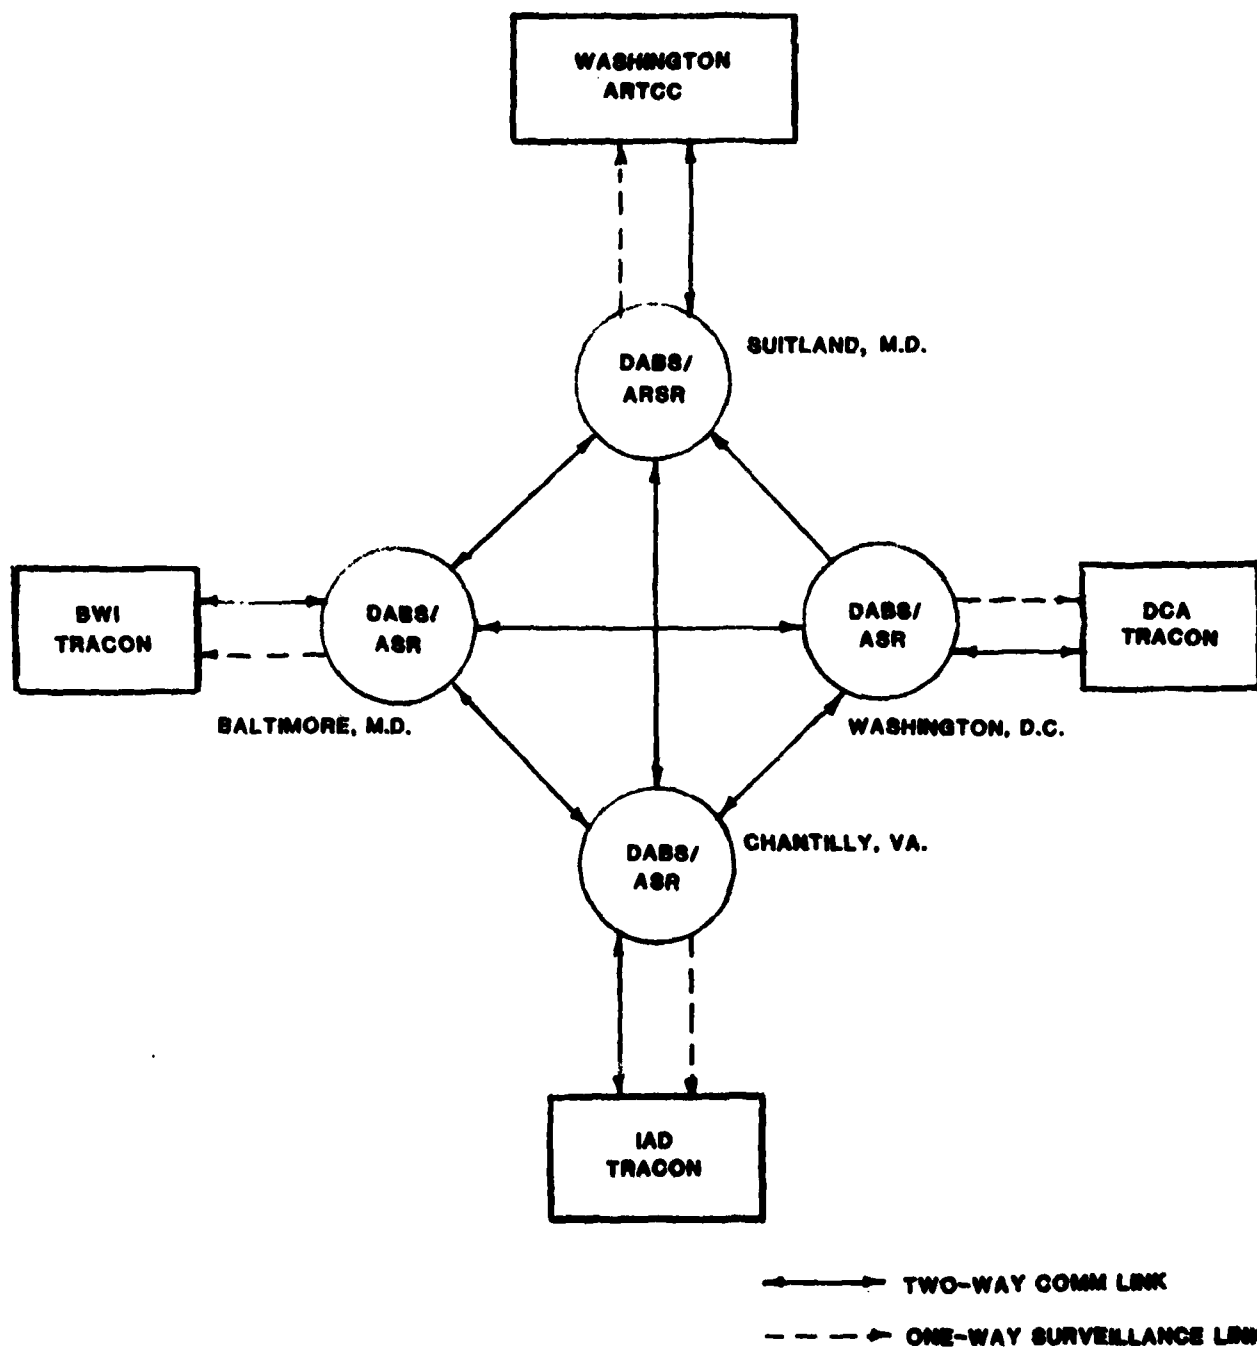 WASHINGTON
ARTCC
DABS/
ARSR
SUITLAND, M.D.
BWI
TRACON
DABS/
ASR
BALTIMORE, M.D.
DABS/
ASR
WASHINGTON, D.C.
DCA
TRACON
DABS/
ASR
CHANTILLY, VA.
IAD
TRACON
TWO-WAY COMM LINK
ONE-WAY SURVEILLANCE LINK